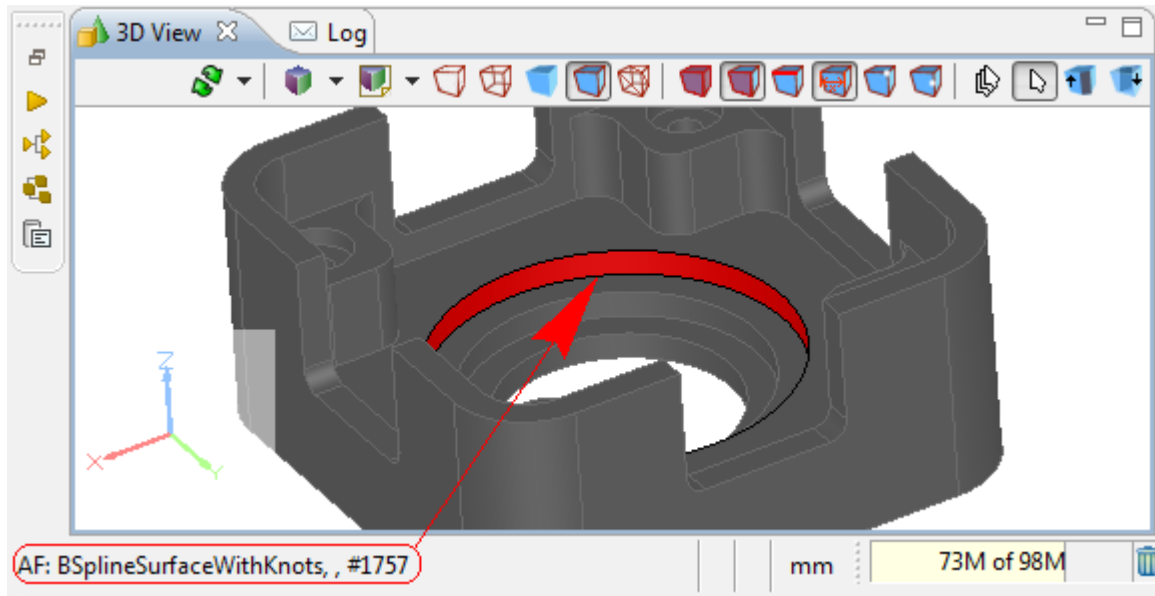 3D View
Log
Z
X
Y
AF: BSplineSurfaceWithKnots, , #1757
mm
73M of 98M